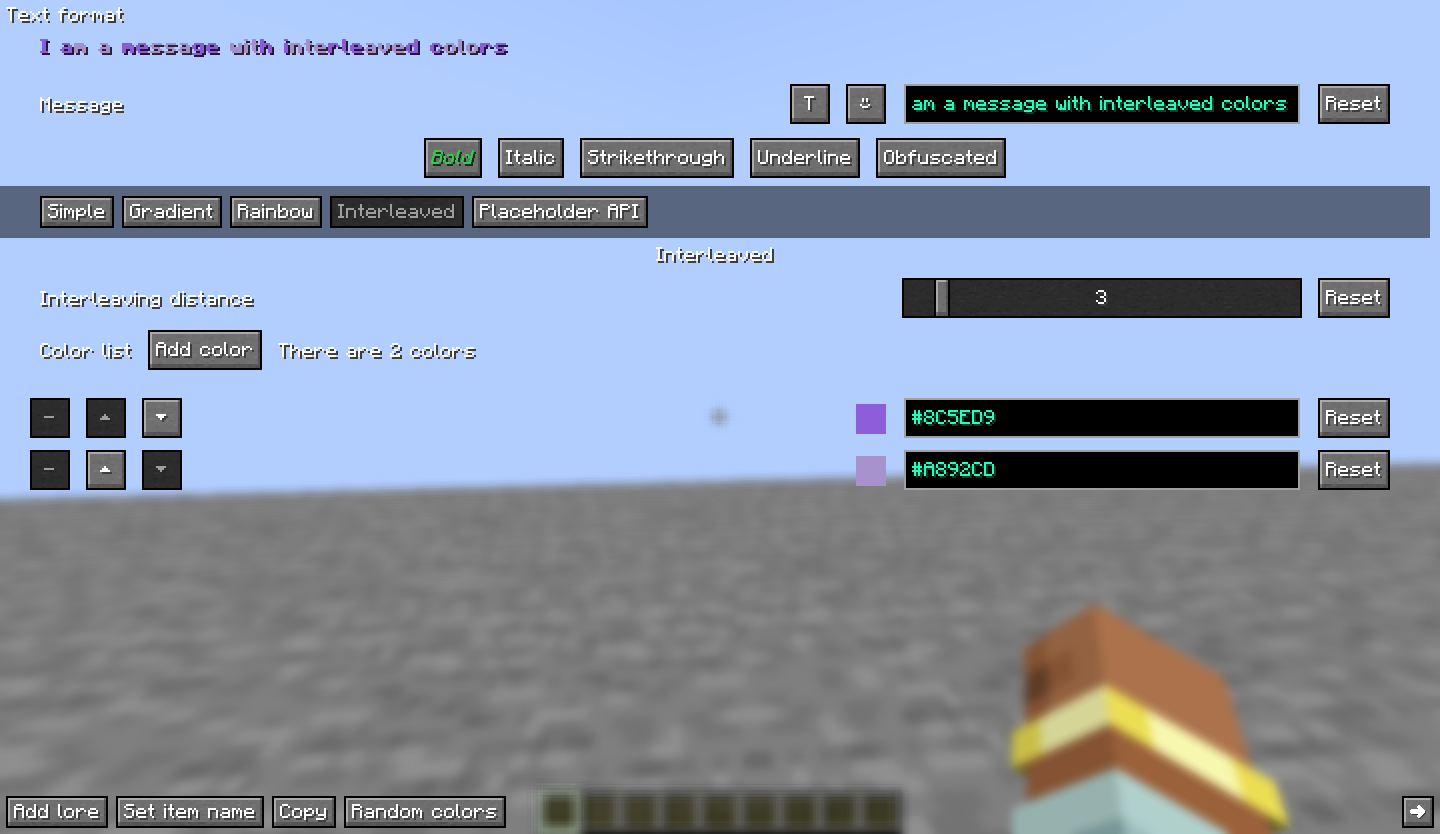 Text format
I am a message with interleaved colors
Message T am a message with interleaved colors Reset
Bold Italic Strikethrough Underline Obfuscated
Simple Gradient Rainbow Interleaved Placeholder API
Interleaved
Interleaving distance 3 Reset
Color list Add color There are 2 colors
#8C5ED9 Reset
#A892CD Reset
Add lore Set item name Copy Random colors